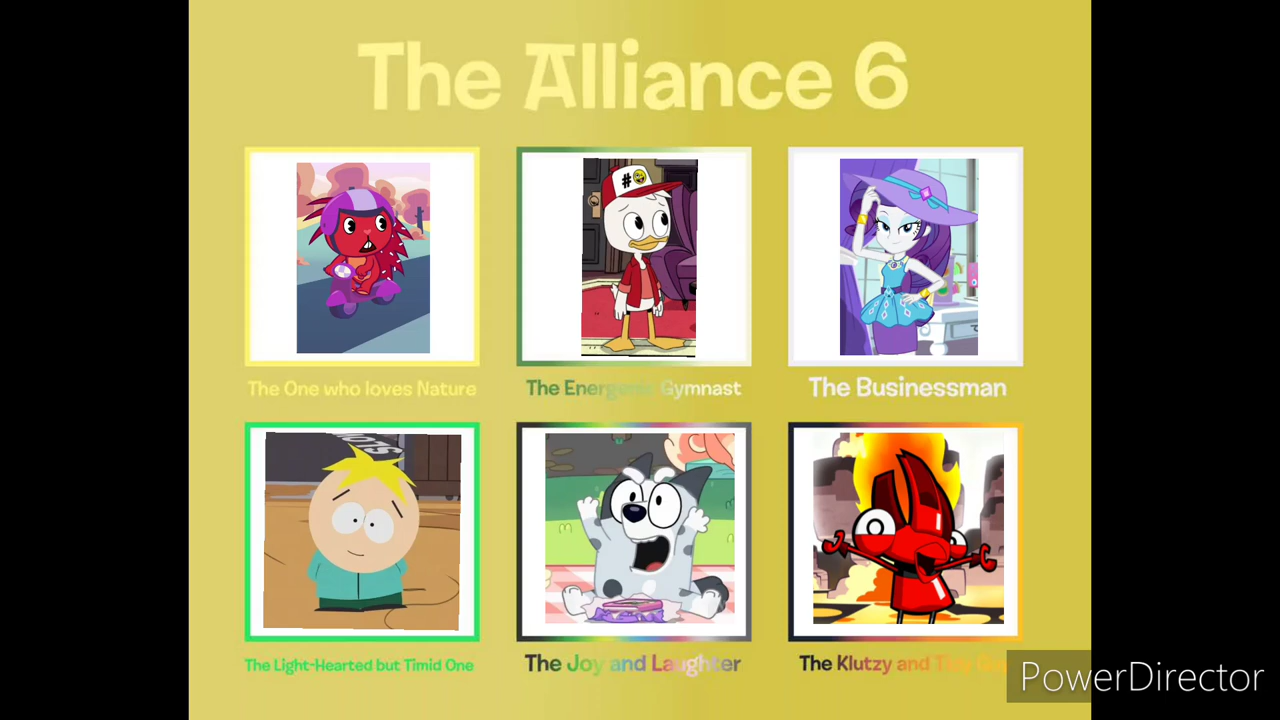 The Alliance 6
#
The One who loves Nature
The Energetic Gymnast
The Businessman
The Light-Hearted but Timid One
The Joy and Laughter
The Klutzy and
PowerDirector